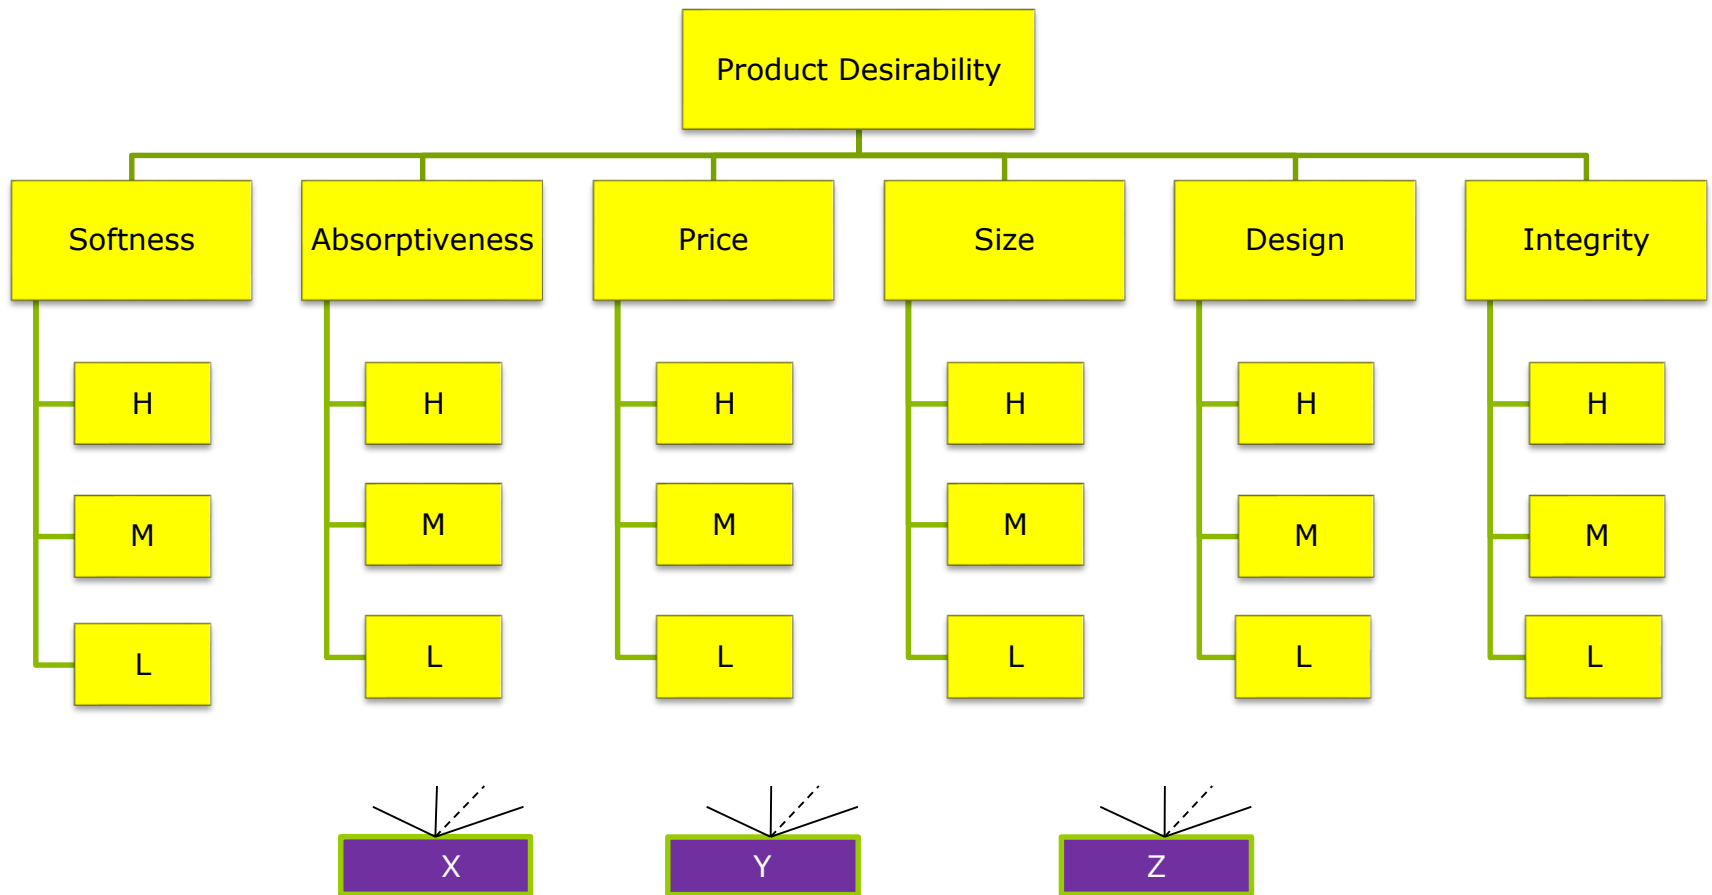 Product Desirability
Softness
Absorptiveness
Price
Size
Design
Integrity
H
H
H
H
H
H
M
M
M
M
M
M
L
L
L
L
L
L
X
Y
Z